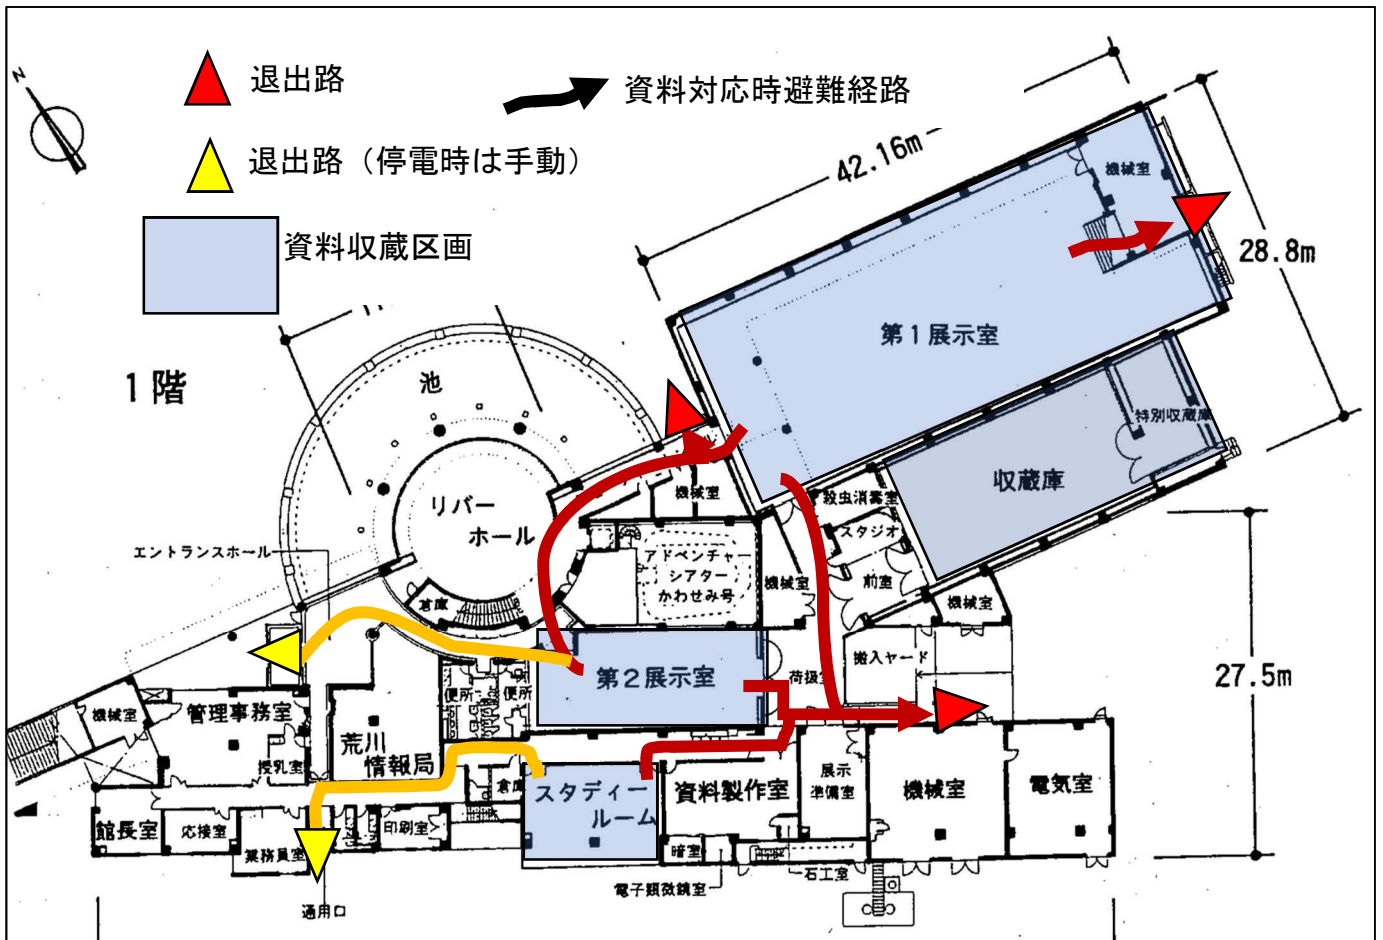 N
退出路
資料対応時避難経路
退出路（停電時は手動）
資料収蔵区画
42.16m
28.8m
27.5m
1階
池
機械室
第1展示室
特別収蔵庫
収蔵庫
リバー
ホール
機械室
殺虫消毒室
スタジオ
前室
機械室
エントランスホール
アドベンチャー
シアター
かわせみ号
機械室
倉庫
搬入ヤード
第2展示室
便所
便所
機械室
管理事務室
授乳室
荒川
情報局
倉庫
スタディー
ルーム
資料製作室
展示
準備室
機械室
電気室
館長室
応接室
業務員室
印刷室
暗室
石工室
電子顕微鏡室
通用口